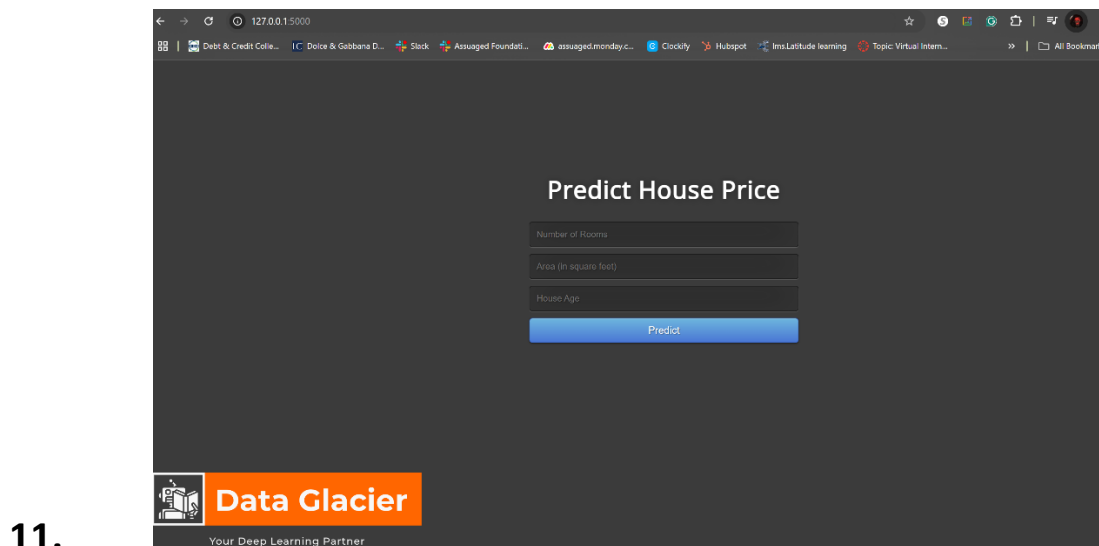 127.0.0.1:5000
Debt & Credit Colle... Dolce & Gabbana D... Slack Assuaged Foundati... assuaged.monday.c... Clockify Hubspot lms.Latitude learning Topic: Virtual Intern... » All Bookmar
Predict House Price
Number of Rooms
Area (in square feet)
House Age
Predict
Data Glacier
11.
Your Deep Learning Partner